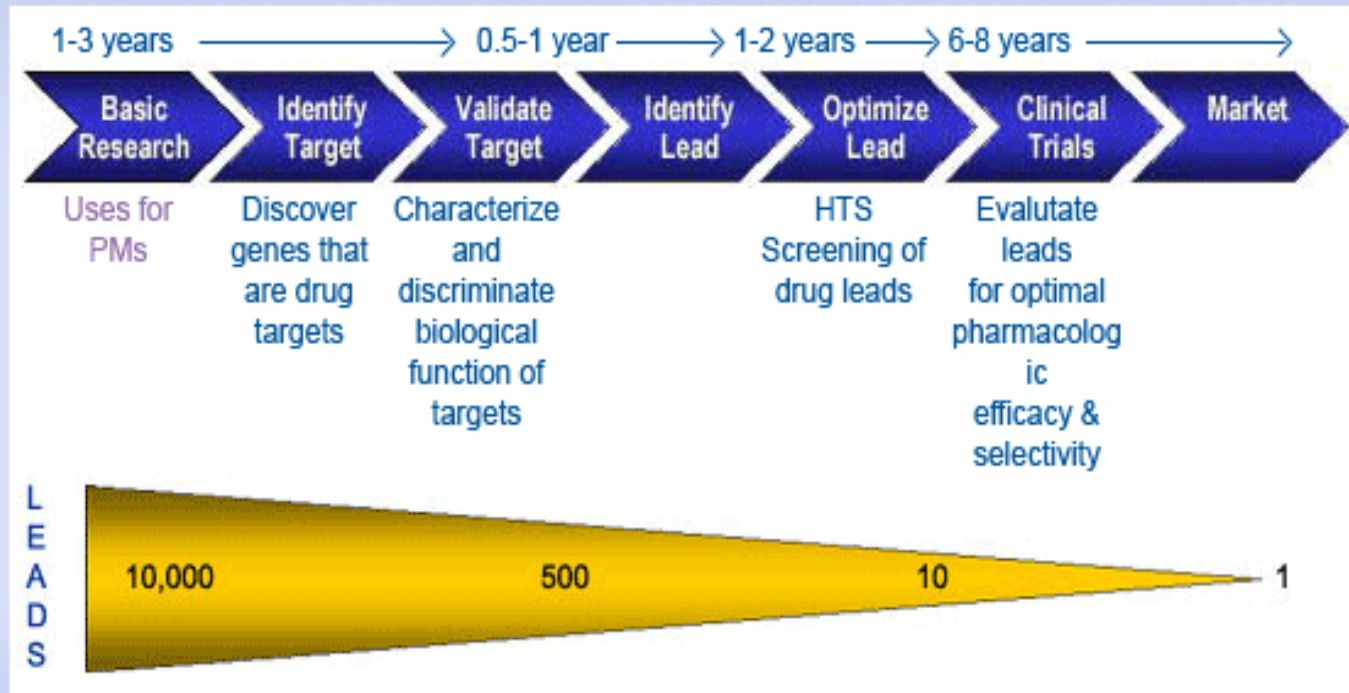 1-3 years 0.5-1 year 1-2 years 6-8 years
Basic Research
Identify Target
Validate Target
Identify Lead
Optimize Lead
Clinical Trials
Market
Uses for
PMs
Discover
genes that
are drug
targets
Characterize
and
discriminate
biological
function of
targets
HTS
Screening of
drug leads
Evalutate
leads
for optimal
pharmacolog
ic
efficacy &
selectivity
LEADS
10,000 500 10 1